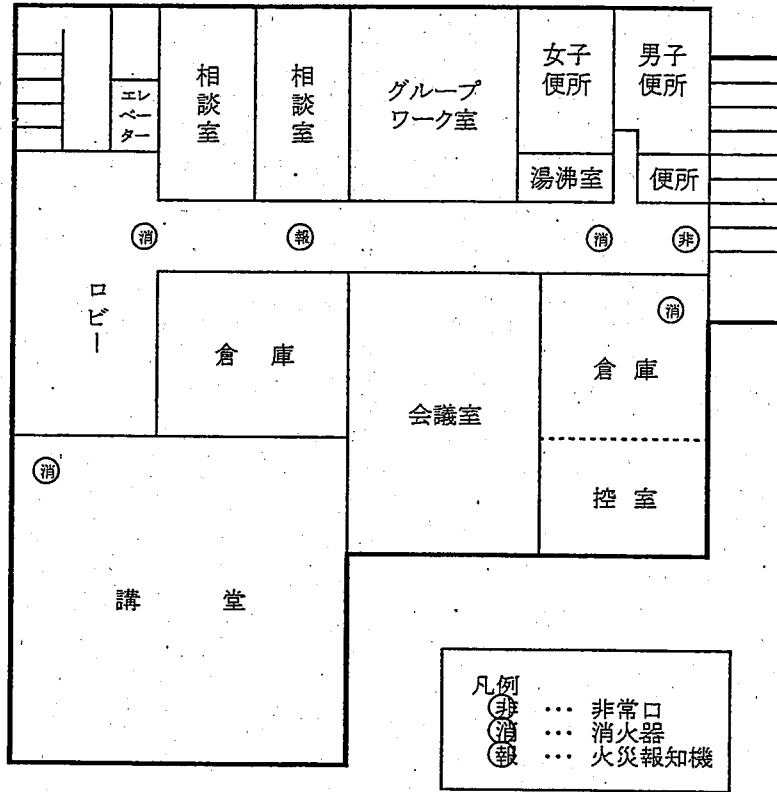 エレベーター
相談室
相談室
グループ
ワーク室
女子
便所
男子
便所
湯沸室
便所
消
報
消
非
ロビー
倉庫
会議室
消
倉庫
控室
消
講堂
凡例
非 … 非常口
消 … 消火器
報 … 火災報知機